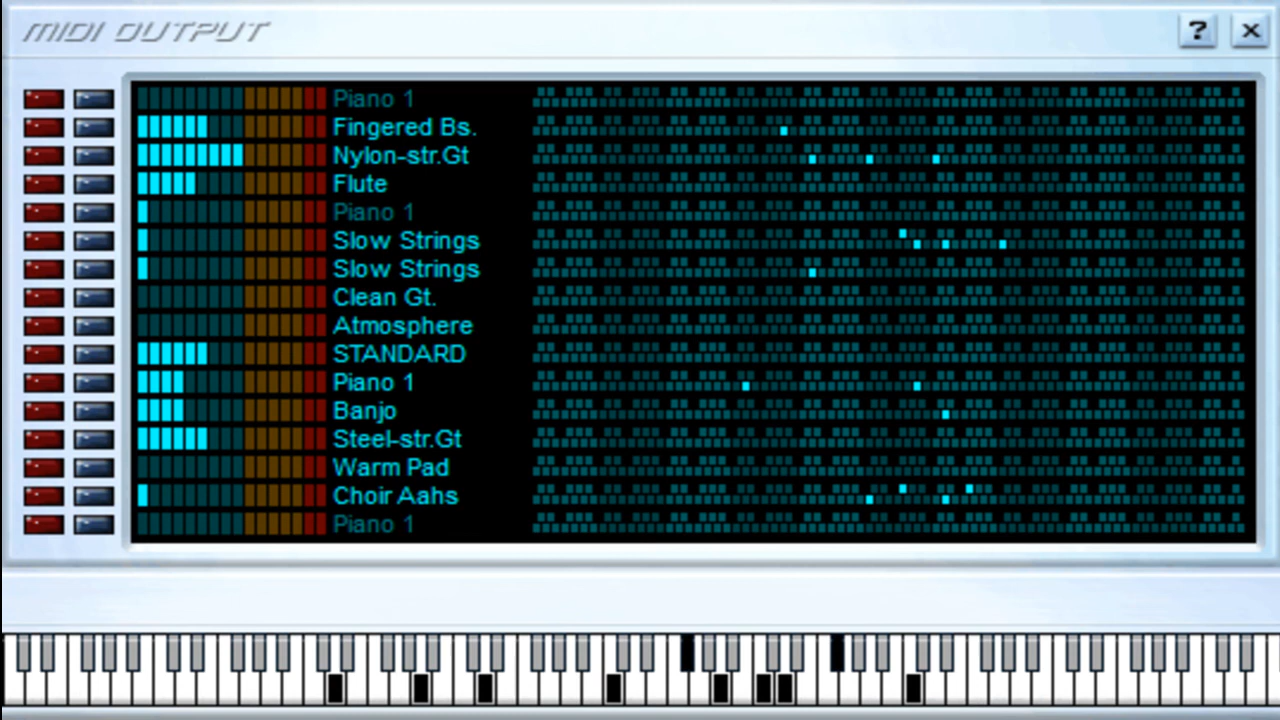 MIDI OUTPUT
? ×
Piano 1
Fingered Bs.
Nylon-str.Gt
Flute
Piano 1
Slow Strings
Slow Strings
Clean Gt.
Atmosphere
STANDARD
Piano 1
Banjo
Steel-str.Gt
Warm Pad
Choir Aahs
Piano 1